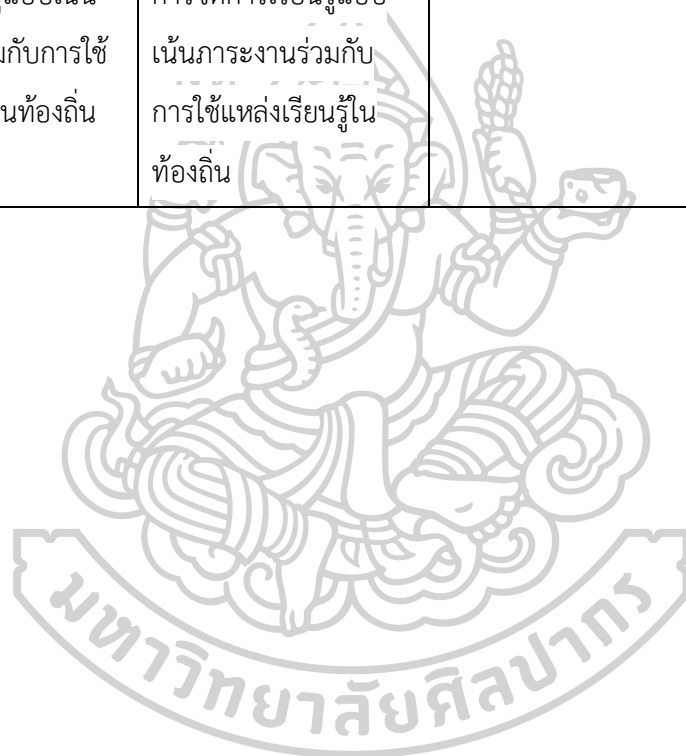 มกับการใช้
นท้องถิ่น
เน้นภาระงานร่วมกับ
การใช้แหล่งเรียนรู้ใน
ท้องถิ่น
มหาวิทยาลัยศิลปากร